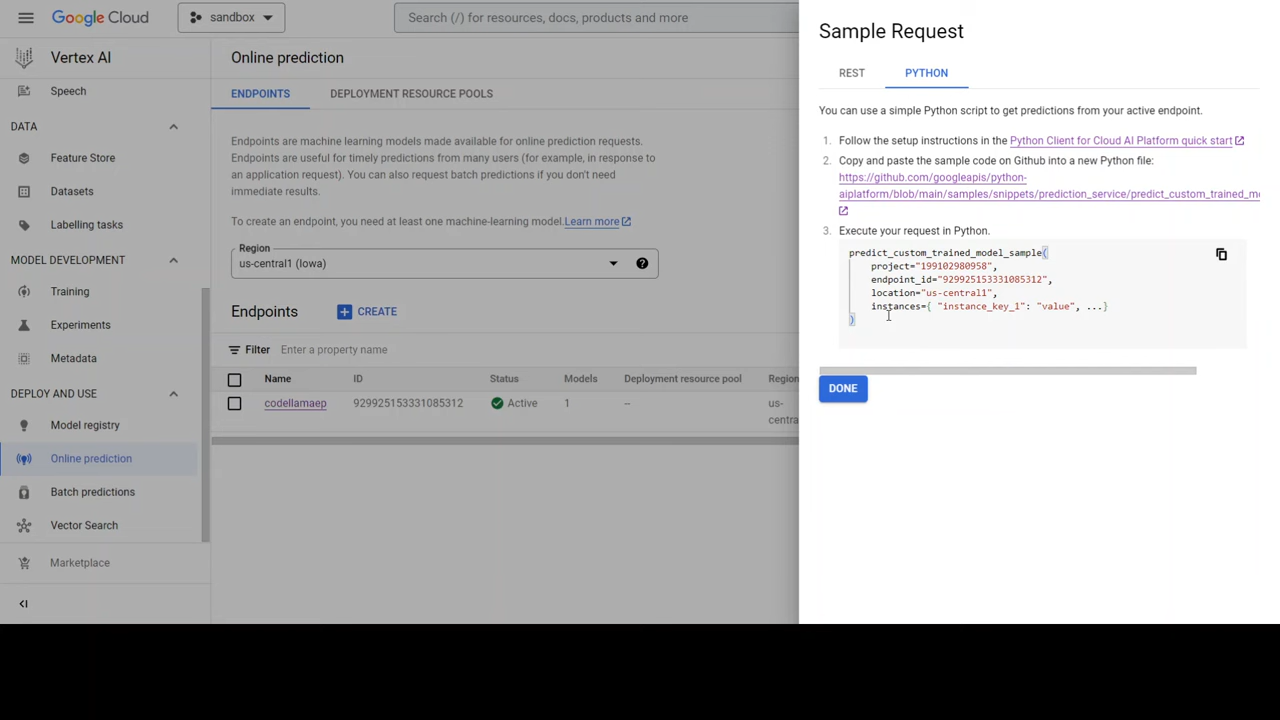 Google Cloud
sandbox
Search (/) for resources, docs, products and more
Vertex AI
Speech
DATA
Feature Store
Datasets
Labelling tasks
MODEL DEVELOPMENT
Training
Experiments
Metadata
DEPLOY AND USE
Model registry
Online prediction
Batch predictions
Vector Search
Marketplace
Online prediction
ENDPOINTS
DEPLOYMENT RESOURCE POOLS
Endpoints are machine learning models made available for online prediction requests.
Endpoints are useful for timely predictions from many users (for example, in response to
an application request). You can also request batch predictions if you don't need
immediate results.
To create an endpoint, you need at least one machine-learning model. Learn more
Region
us-central1 (Iowa)
Endpoints
CREATE
Filter Enter a property name
Name ID Status Models Deployment resource pool Region
codellamaep 929925153331085312 Active 1 -- us-
centra
Sample Request
REST
PYTHON
You can use a simple Python script to get predictions from your active endpoint.
1. Follow the setup instructions in the Python Client for Cloud AI Platform quick start
2. Copy and paste the sample code on Github into a new Python file:
https://github.com/googleapis/python-
aiplatform/blob/main/samples/snippets/prediction_service/predict_custom_trained_m
3. Execute your request in Python.
predict_custom_trained_model_sample(
project="199102980958",
endpoint_id="929925153331085312",
location="us-central1",
instances={ "instance_key_1": "value", ...}
)
DONE